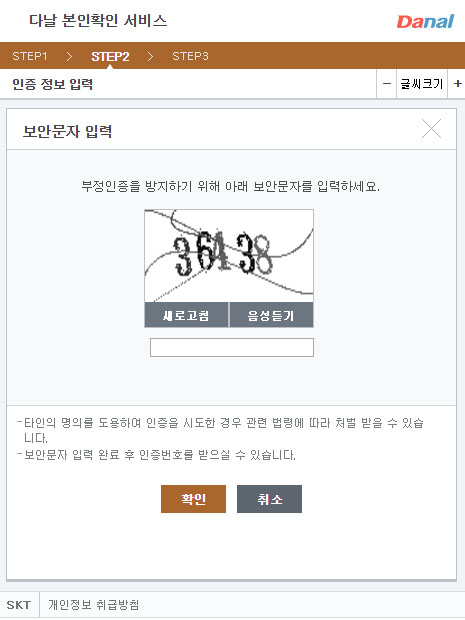 다날 본인확인 서비스
Danal
STEP1 > STEP2 > STEP3
인증 정보 입력 − 글씨크기 +
보안문자 입력
부정인증을 방지하기 위해 아래 보안문자를 입력하세요.
새로고침 음성듣기
-타인의 명의를 도용하여 인증을 시도한 경우 관련 법령에 따라 처벌 받을 수 있습
니다.
-보안문자 입력 완료 후 인증번호를 받으실 수 있습니다.
확인 취소
SKT 개인정보 취급방침